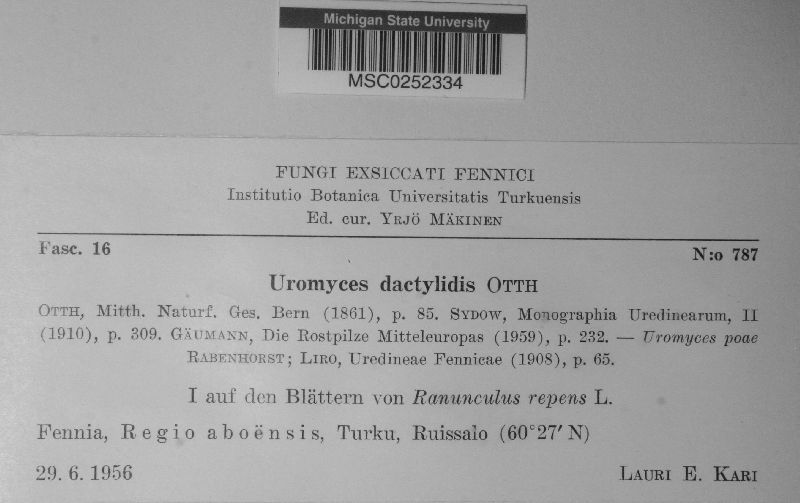 Michigan State University
MSC0252334
FUNGI EXSICCATI FENNICI
Institutio Botanica Universitatis Turkuensis
Ed. cur. YRJÖ MÄKINEN
Fasc. 16 N:o 787
Uromyces dactylidis OTTH
OTTH, Mitth. Naturf. Ges. Bern (1861), p. 85. SYDOW, Monographia Uredinearum, II
(1910), p. 309. GÄUMANN, Die Rostpilze Mitteleuropas (1959), p. 232. — Uromyces poae
RABENHORST; LIRO, Uredineae Fennicae (1908), p. 65.
I auf den Blättern von Ranunculus repens L.
Fennia, Regio aboënsis, Turku, Ruissalo (60°27′ N)
29. 6. 1956 LAURI E. KARI